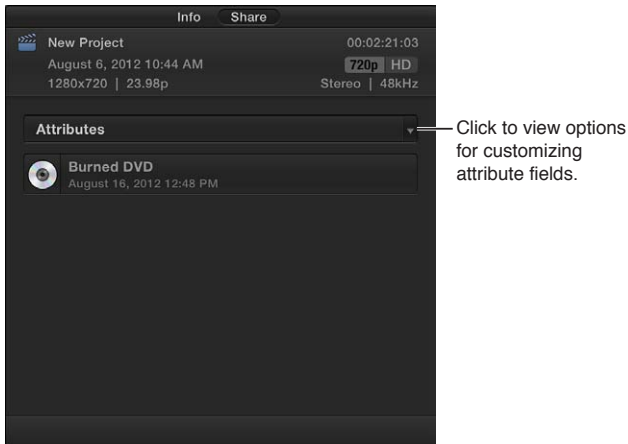 Info Share
New Project 00:02:21:03
August 6, 2012 10:44 AM 720p HD
1280x720 | 23.98p Stereo | 48kHz
Attributes
Click to view options
for customizing
attribute fields.
Burned DVD
August 16, 2012 12:48 PM